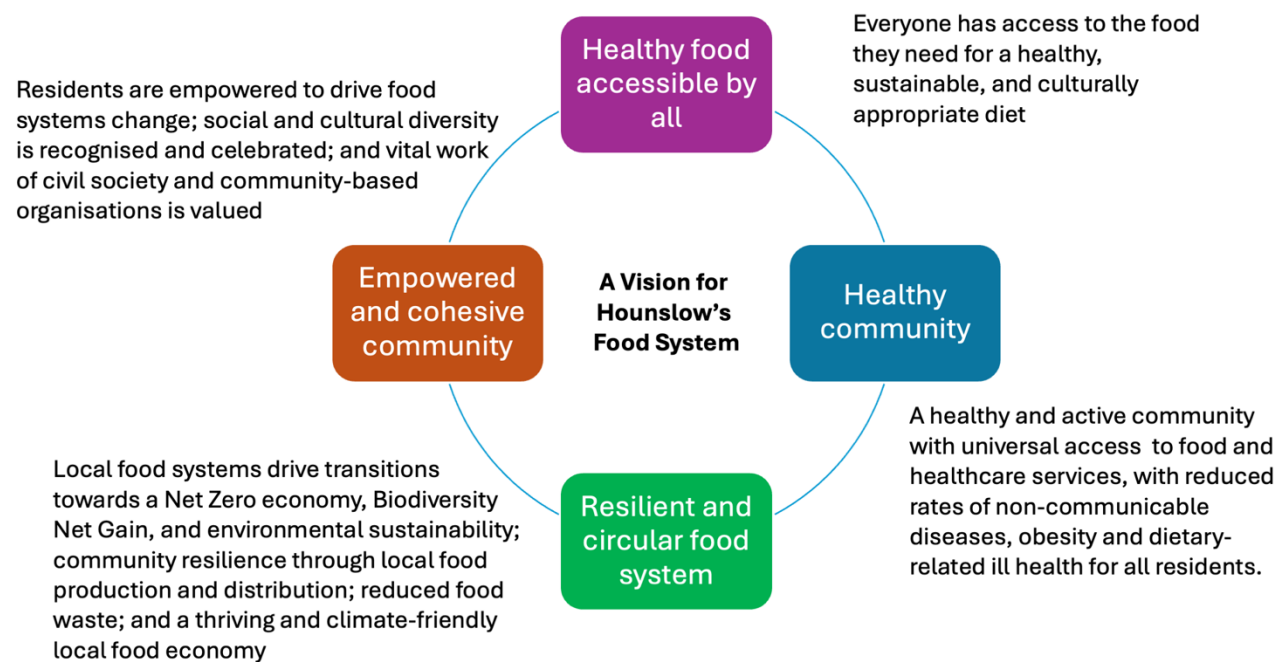 Healthy food
accessible by
all
Everyone has access to the food
they need for a healthy,
sustainable, and culturally
appropriate diet
Residents are empowered to drive food
systems change; social and cultural diversity
is recognised and celebrated; and vital work
of civil society and community-based
organisations is valued
Empowered
and cohesive
community
A Vision for
Hounslow’s
Food System
Healthy
community
A healthy and active community
with universal access to food and
healthcare services, with reduced
rates of non-communicable
diseases, obesity and dietary-
related ill health for all residents.
Local food systems drive transitions
towards a Net Zero economy, Biodiversity
Net Gain, and environmental sustainability;
community resilience through local food
production and distribution; reduced food
waste; and a thriving and climate-friendly
local food economy
Resilient and
circular food
system